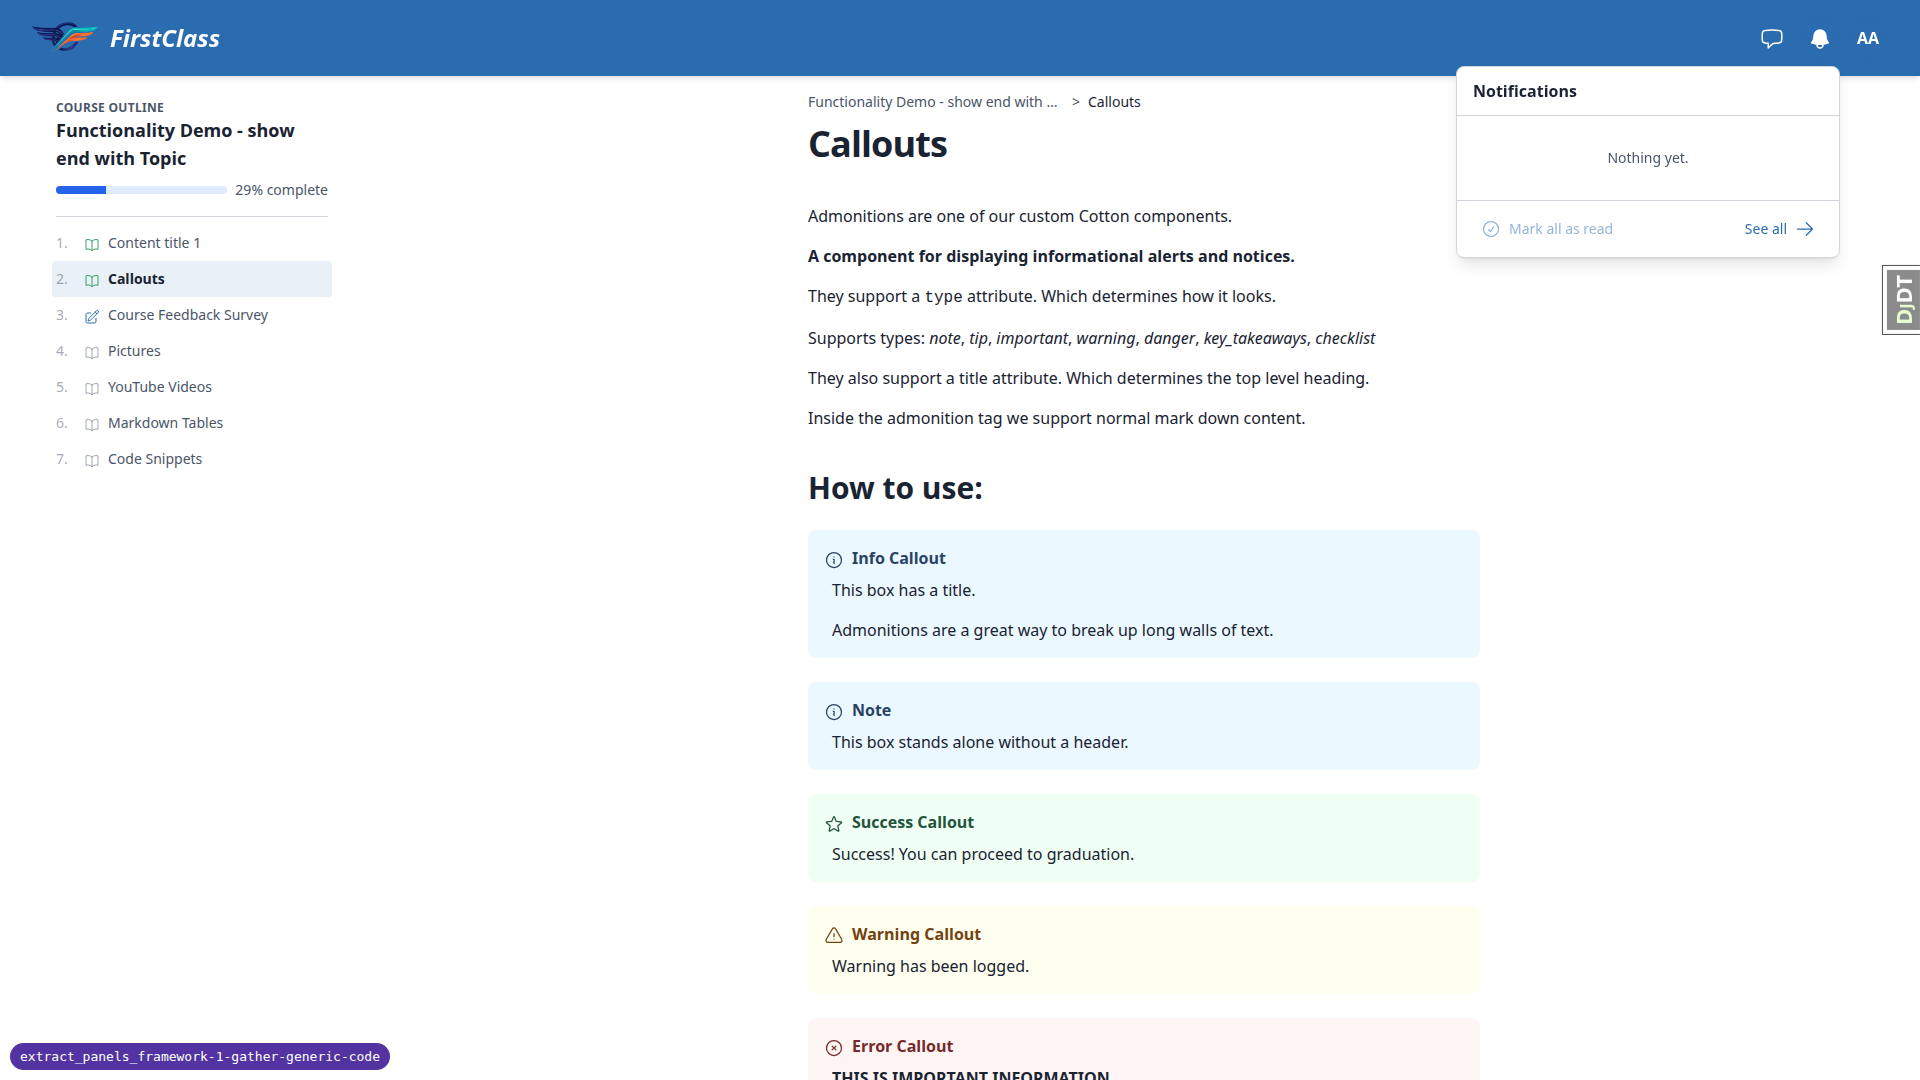 FirstClass
AA
Notifications
Nothing yet.
Mark all as read
See all
COURSE OUTLINE
Functionality Demo - show
end with Topic
29% complete
1. Content title 1
2. Callouts
3. Course Feedback Survey
4. Pictures
5. YouTube Videos
6. Markdown Tables
7. Code Snippets
Functionality Demo - show end with ... > Callouts
Callouts
Admonitions are one of our custom Cotton components.
A component for displaying informational alerts and notices.
They support a type attribute. Which determines how it looks.
Supports types: note, tip, important, warning, danger, key_takeaways, checklist
They also support a title attribute. Which determines the top level heading.
Inside the admonition tag we support normal mark down content.
How to use:
Info Callout
This box has a title.
Admonitions are a great way to break up long walls of text.
Note
This box stands alone without a header.
Success Callout
Success! You can proceed to graduation.
Warning Callout
Warning has been logged.
Error Callout
THIS IS IMPORTANT INFORMATION
DJDT
extract_panels_framework-1-gather-generic-code